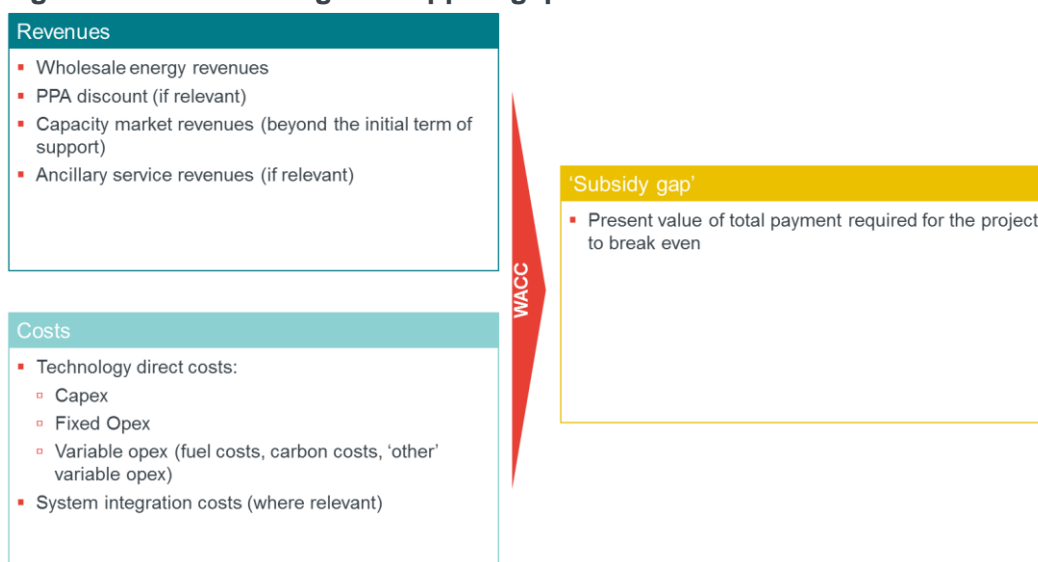 Revenues
Wholesale energy revenues
PPA discount (if relevant)
Capacity market revenues (beyond the initial term of
support)
Ancillary service revenues (if relevant)
WACC
'Subsidy gap'
Present value of total payment required for the project
to break even
Costs
Technology direct costs:
Capex
Fixed Opex
Variable opex (fuel costs, carbon costs, 'other'
variable opex)
System integration costs (where relevant)